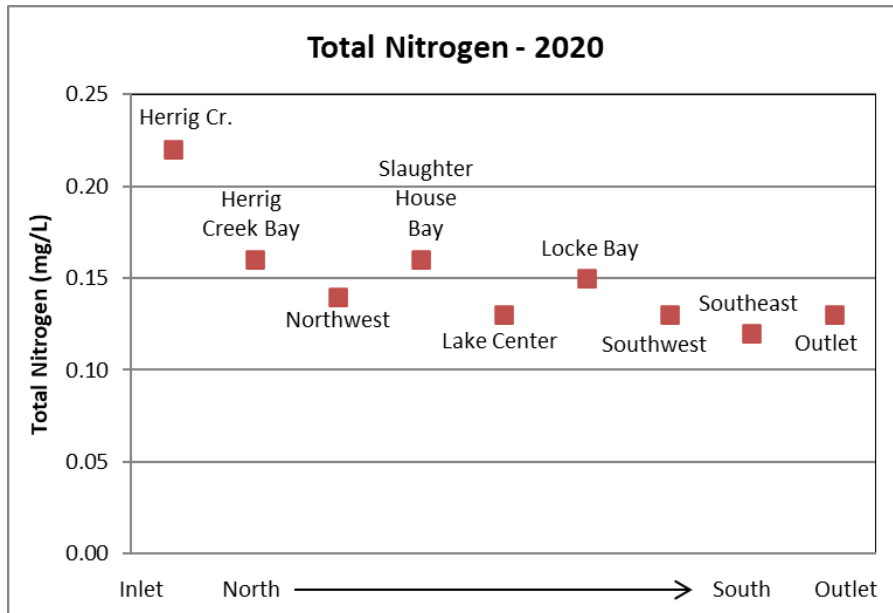 Total Nitrogen - 2020
Total Nitrogen (mg/L)
0.25
0.20
0.15
0.10
0.05
0.00
Herrig Cr.
Herrig
Creek Bay
Northwest
Slaughter
House
Bay
Lake Center
Locke Bay
Southwest
Southeast
Outlet
Inlet North South Outlet